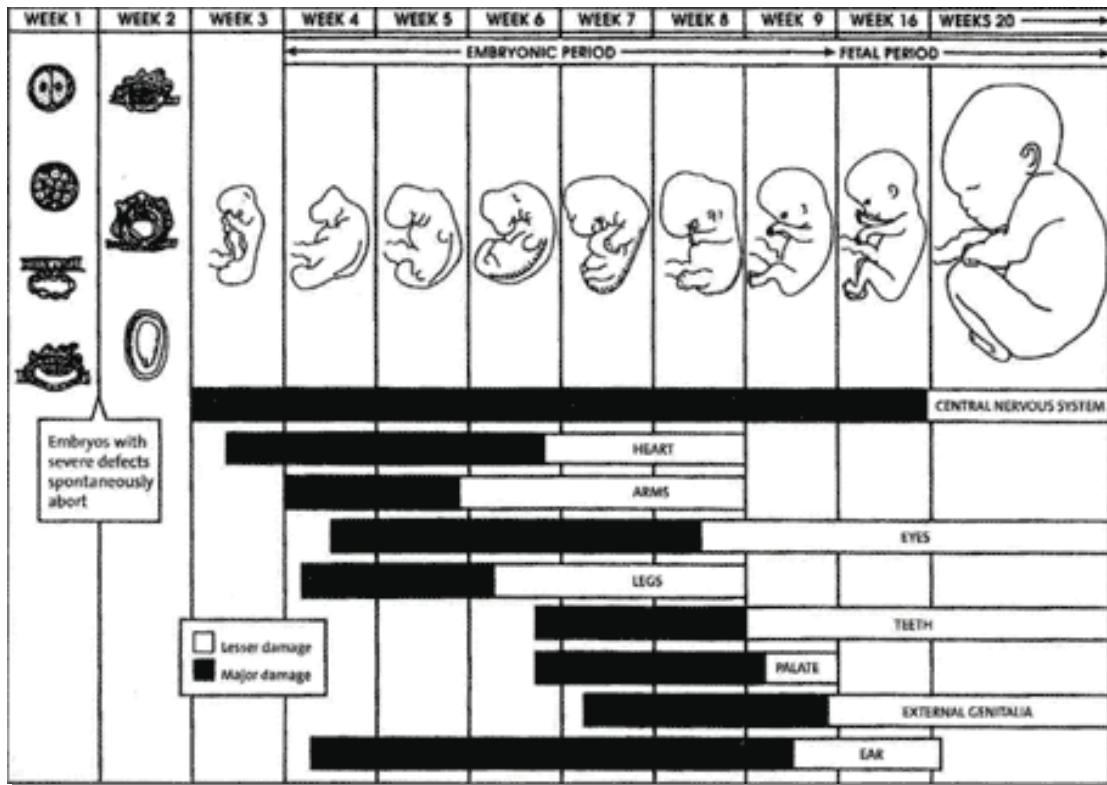 WEEK 1 WEEK 2 WEEK 3 WEEK 4 WEEK 5 WEEK 6 WEEK 7 WEEK 8 WEEK 9 WEEK 16 WEEKS 20
EMBRYONIC PERIOD FETAL PERIOD
CENTRAL NERVOUS SYSTEM
Embryos with
severe defects
spontaneously
abort
HEART
ARMS
EYES
LEGS
TEETH
Lesser damage
Major damage
PALATE
EXTERNAL GENITALIA
EAR